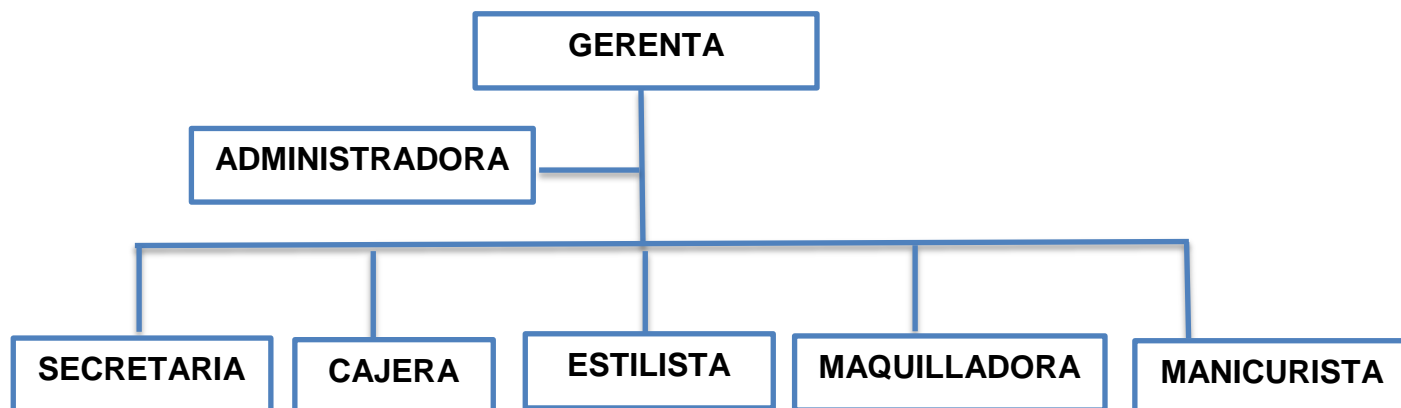 GERENTA
ADMINISTRADORA
SECRETARIA
CAJERA
ESTILISTA
MAQUILLADORA
MANICURISTA